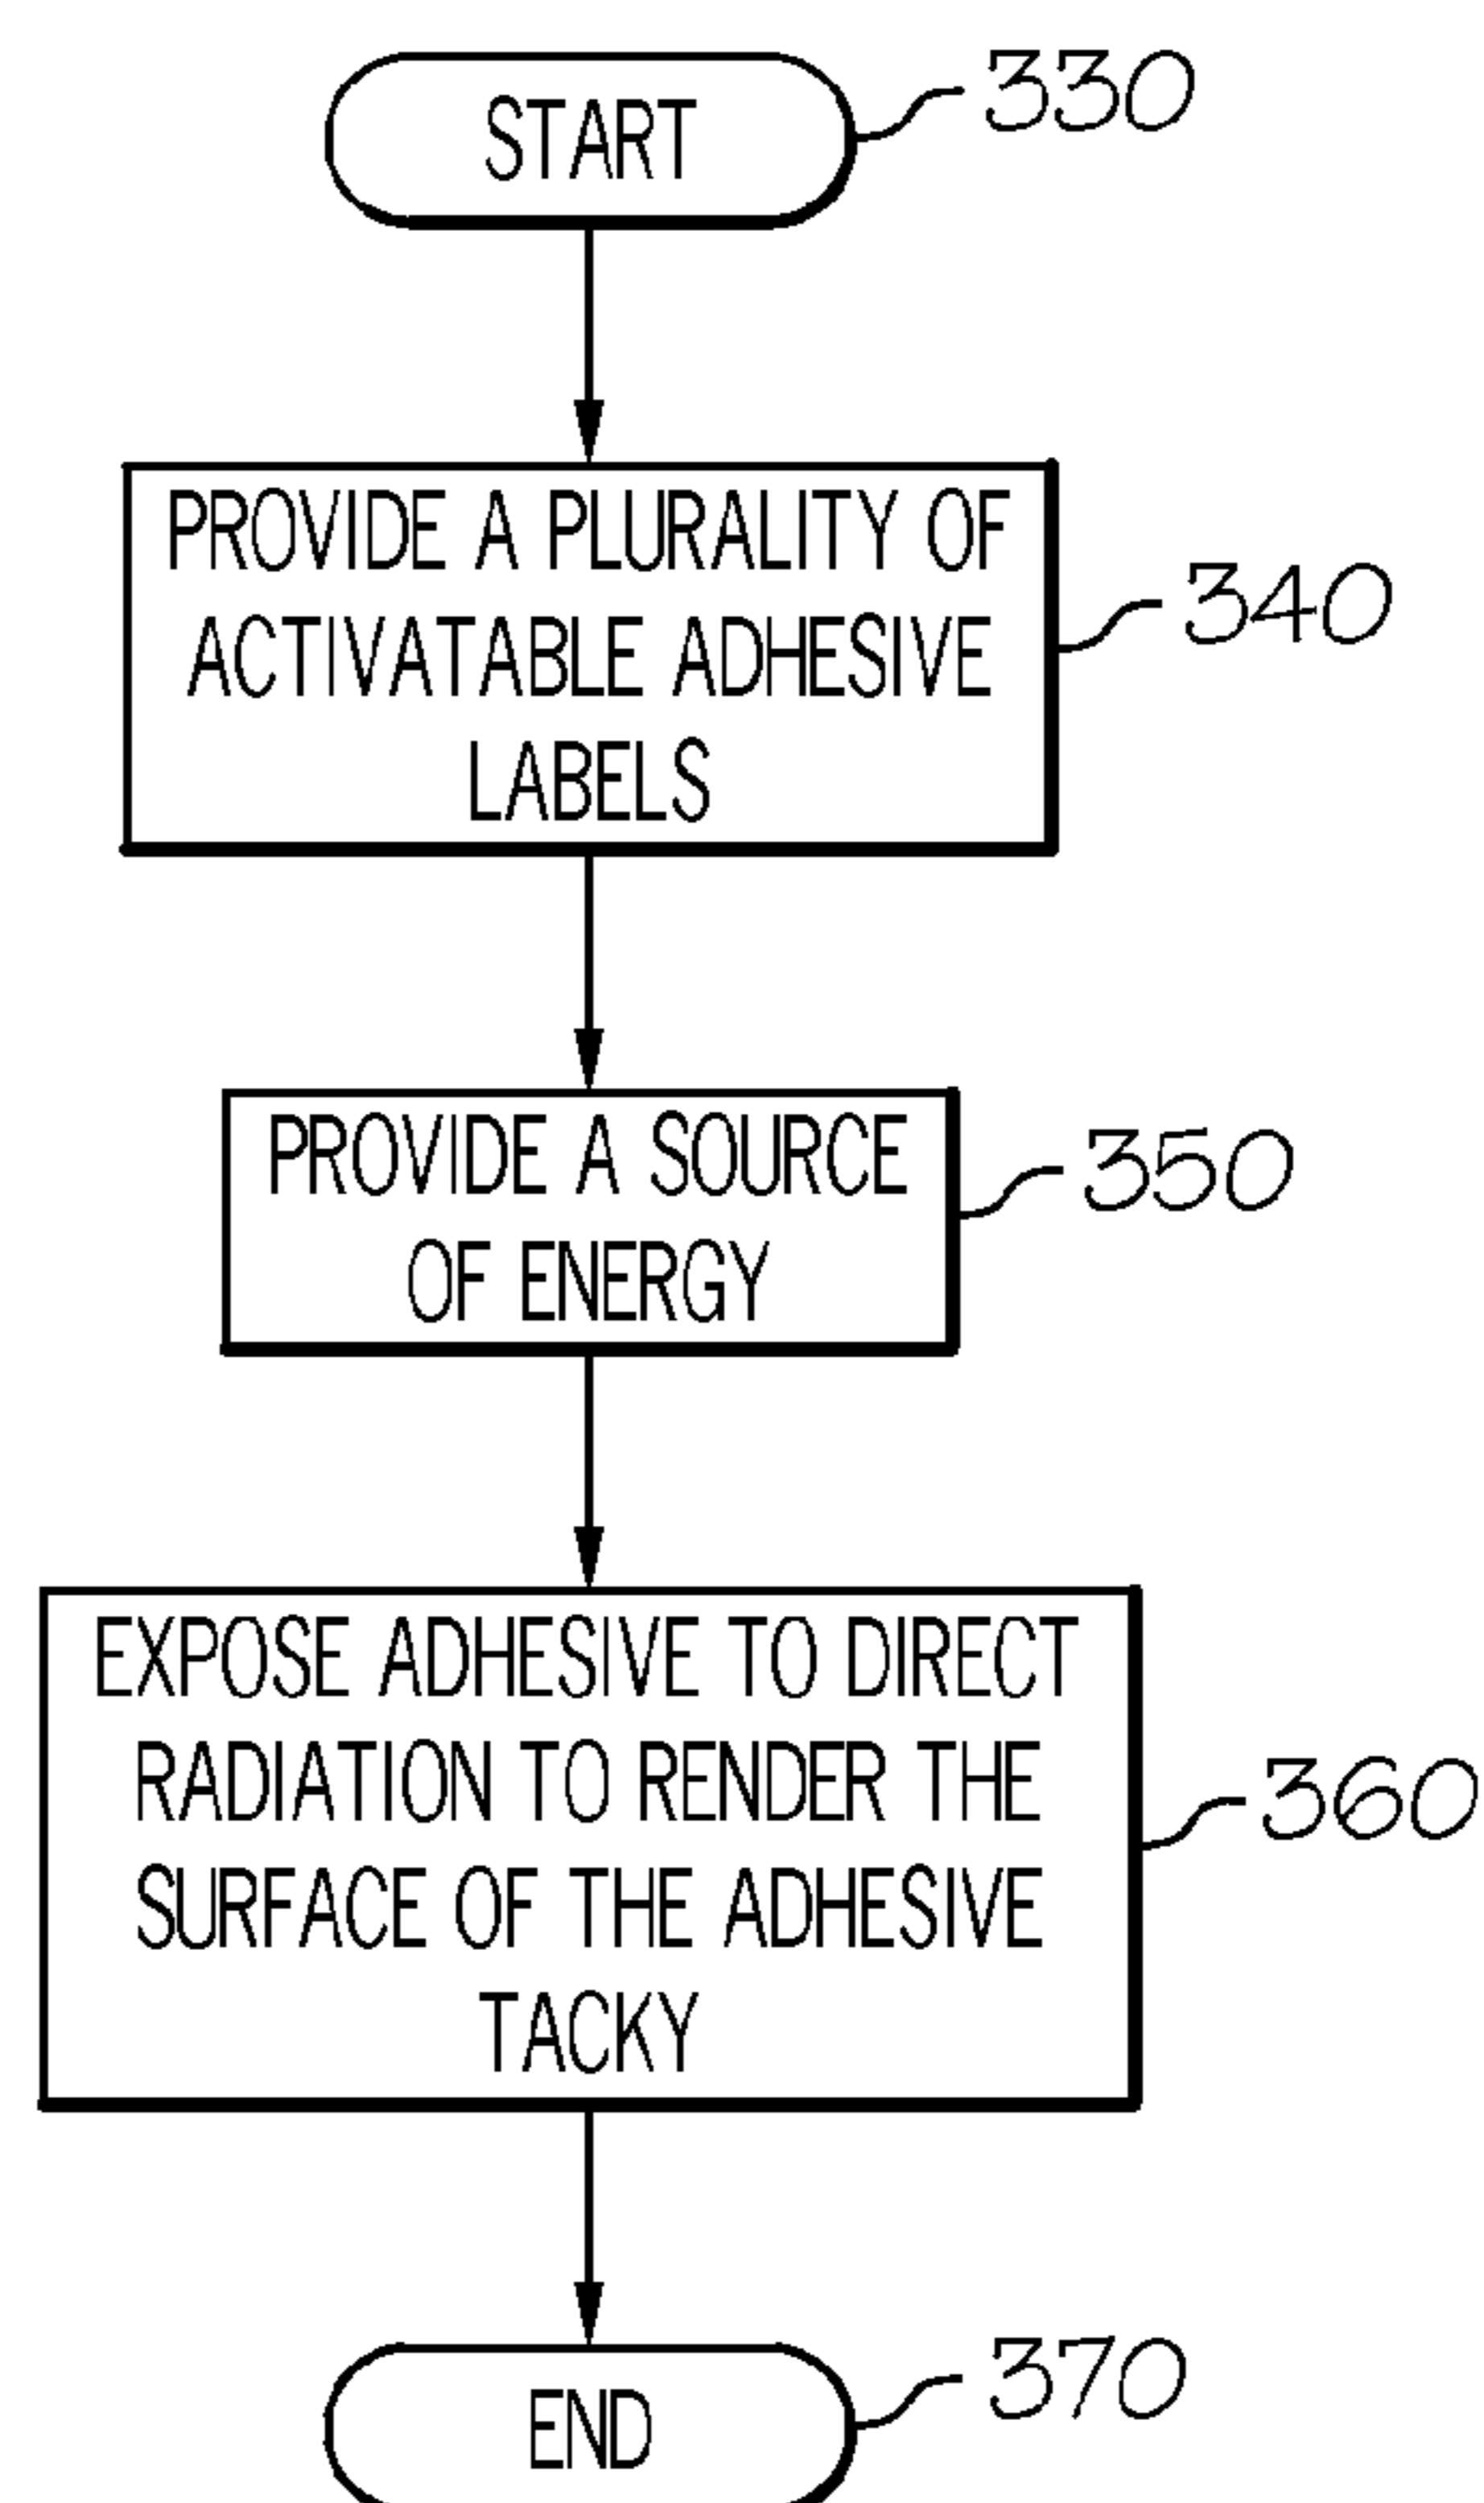 START
330
PROVIDE A PLURALITY OF
ACTIVATABLE ADHESIVE
LABELS
340
PROVIDE A SOURCE
OF ENERGY
350
EXPOSE ADHESIVE TO DIRECT
RADIATION TO RENDER THE
SURFACE OF THE ADHESIVE
TACKY
360
END
370